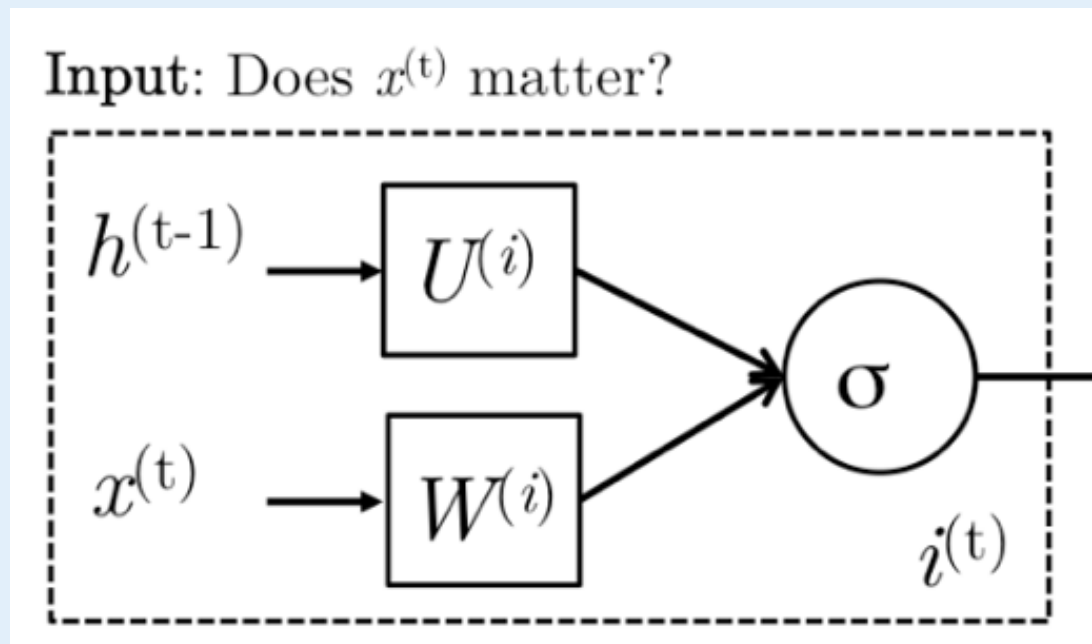 Input: Does x^(t) matter?
h^(t-1)
U^(i)
σ
x^(t)
W^(i)
i^(t)